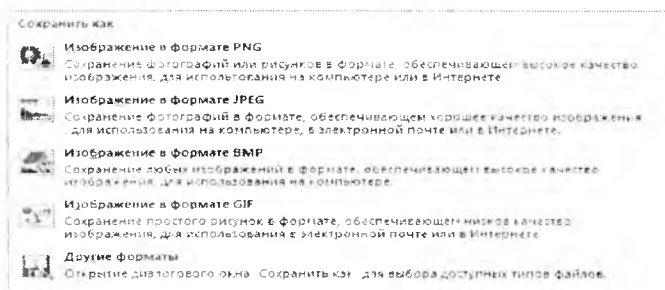 Сохранить как
Изображение в формате PNG
Сохранение фотографий или рисунков в формате, обеспечивающем высокое качество
изображения, для использования на компьютере или в Интернете
Изображение в формате JPEG
Сохранение фотографий в формате, обеспечивающем хорошее качество изображения
, для использования на компьютере, в электронной почте или в Интернете.
Изображение в формате BMP
Сохранение любых изображений в формате, обеспечивающем высокое качество
изображения, для использования на компьютере.
Изображение в формате GIF
Сохранение простого рисунок в формате, обеспечивающем низкое качество
изображения, для использования в электронной почте или в Интернете
Другие форматы
Открытие диалогового окна Сохранить как для выбора доступных типов файлов.